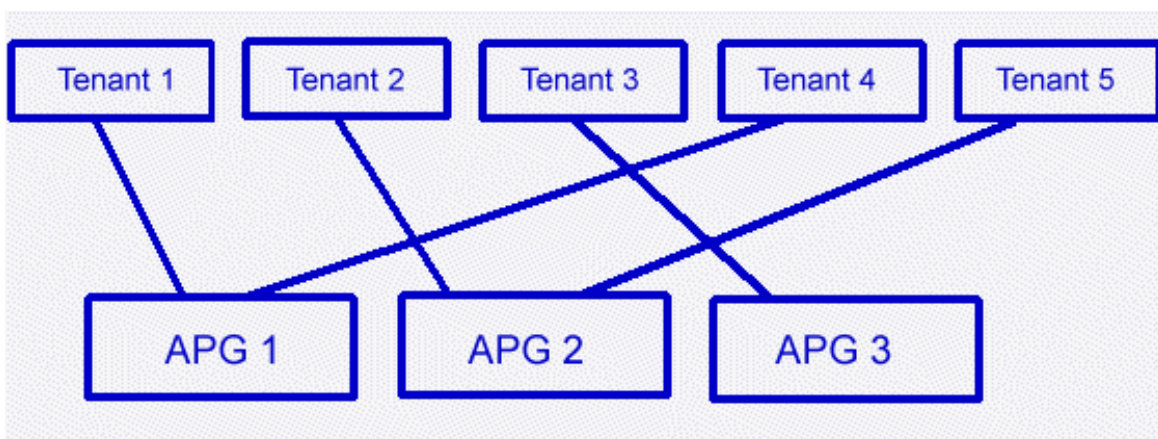 Tenant 1
Tenant 2
Tenant 3
Tenant 4
Tenant 5
APG 1
APG 2
APG 3